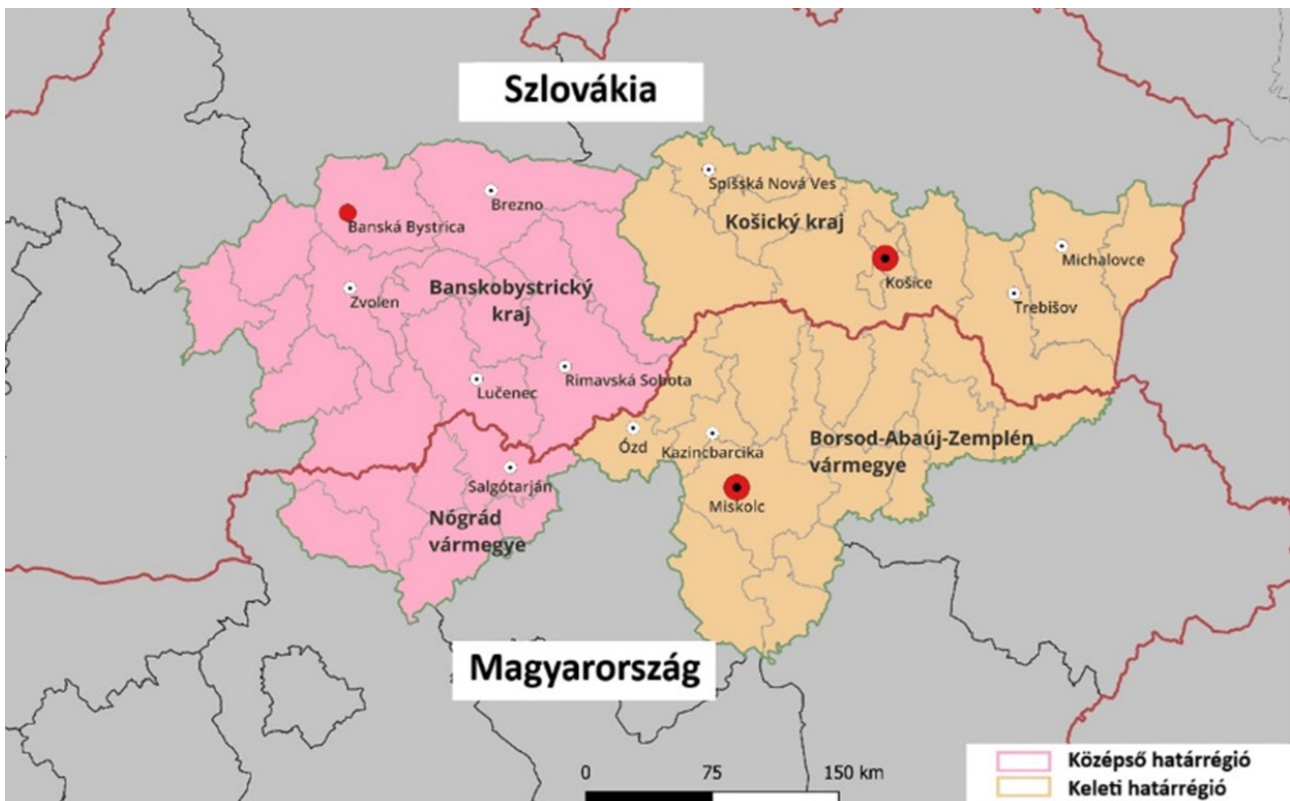 Szlovákia
Spišská Nová Ves
Brezno
Košický kraj
Banská Bystrica
Michalovce
Košice
Banskobystrický
kraj
Zvolen
Trebišov
Rimavská Sobota
Lučenec
Ózd
Kazincbarcika
Borsod-Abaúj-Zemplén
vármegye
Salgótarján
Miskolc
Nógrád
vármegye
Magyarország
0 75 150 km
Középső határrégió
Keleti határrégió